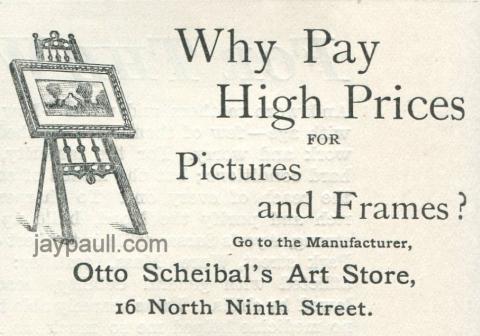 Why Pay
High Prices
FOR
Pictures
and Frames?
Go to the Manufacturer,
Otto Scheibal's Art Store,
16 North Ninth Street.
jaypaull.com